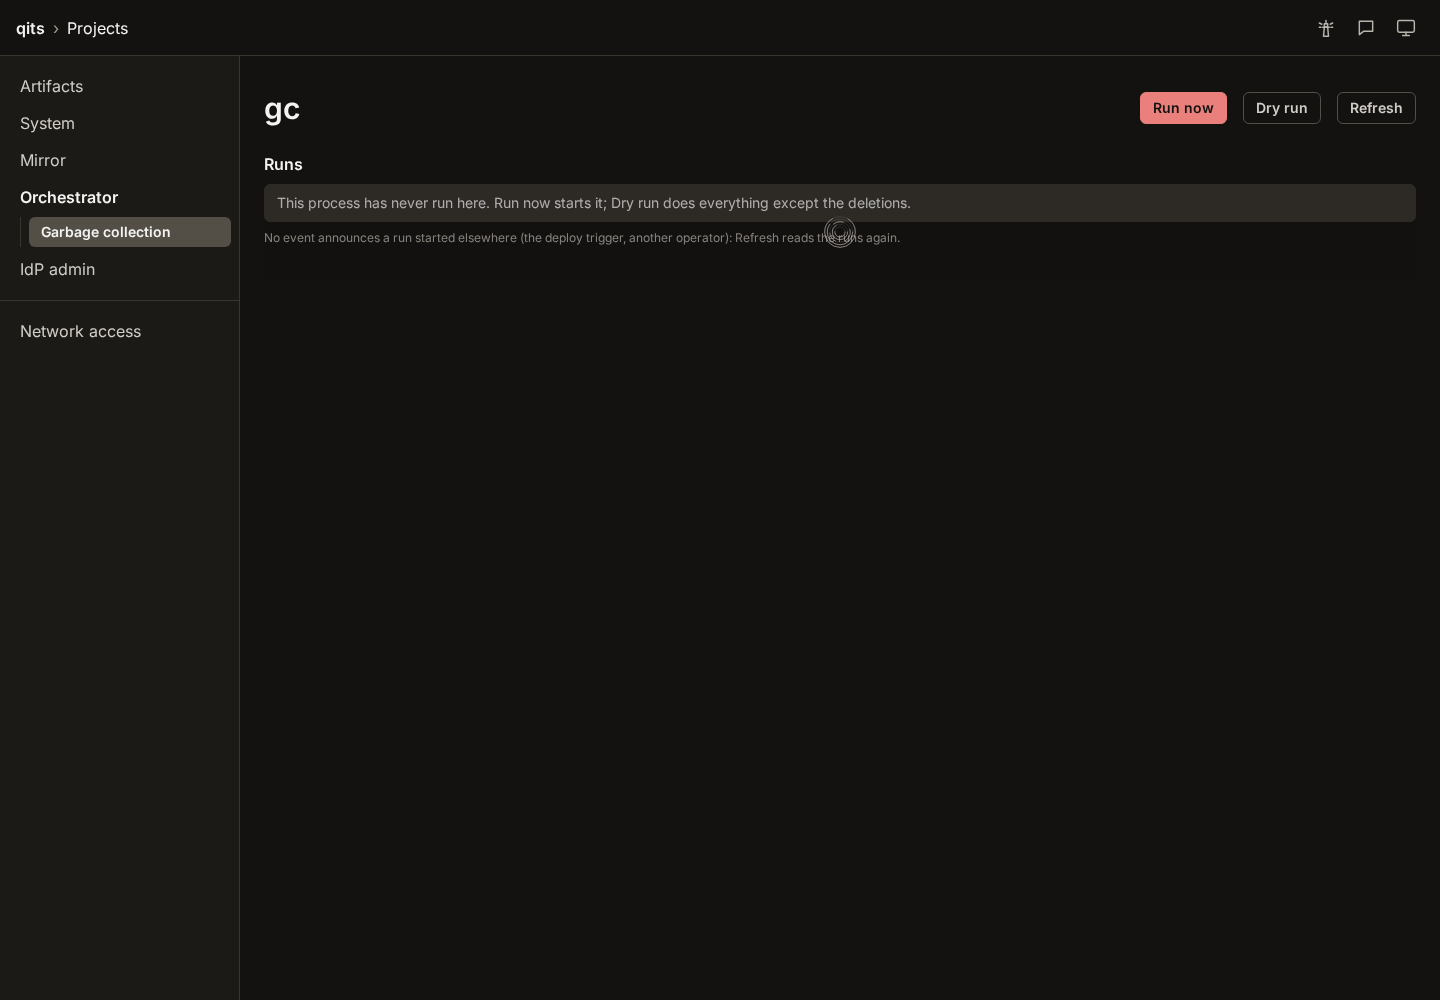 qits › Projects
Artifacts
System
Mirror
Orchestrator
Garbage collection
IdP admin
Network access
gc
Run now
Dry run
Refresh
Runs
This process has never run here. Run now starts it; Dry run does everything except the deletions.
No event announces a run started elsewhere (the deploy trigger, another operator): Refresh reads the runs again.